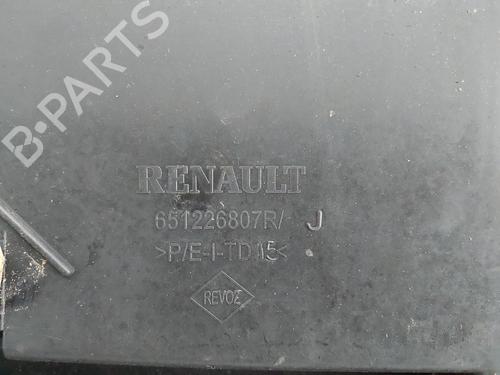 B-PARTS
RENAULT
651226807R/ J
>P/E-I-TD15<
REVOZ